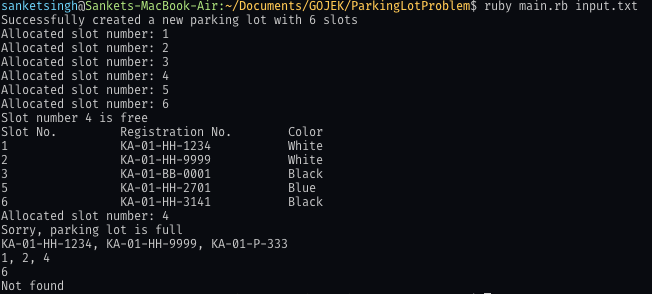 sanketsingh@Sankets-MacBook-Air:~/Documents/GOJEK/ParkingLotProblem$ ruby main.rb input.txt
Successfully created a new parking lot with 6 slots
Allocated slot number: 1
Allocated slot number: 2
Allocated slot number: 3
Allocated slot number: 4
Allocated slot number: 5
Allocated slot number: 6
Slot number 4 is free
Slot No. Registration No. Color
1 KA-01-HH-1234 White
2 KA-01-HH-9999 White
3 KA-01-BB-0001 Black
5 KA-01-HH-2701 Blue
6 KA-01-HH-3141 Black
Allocated slot number: 4
Sorry, parking lot is full
KA-01-HH-1234, KA-01-HH-9999, KA-01-P-333
1, 2, 4
6
Not found